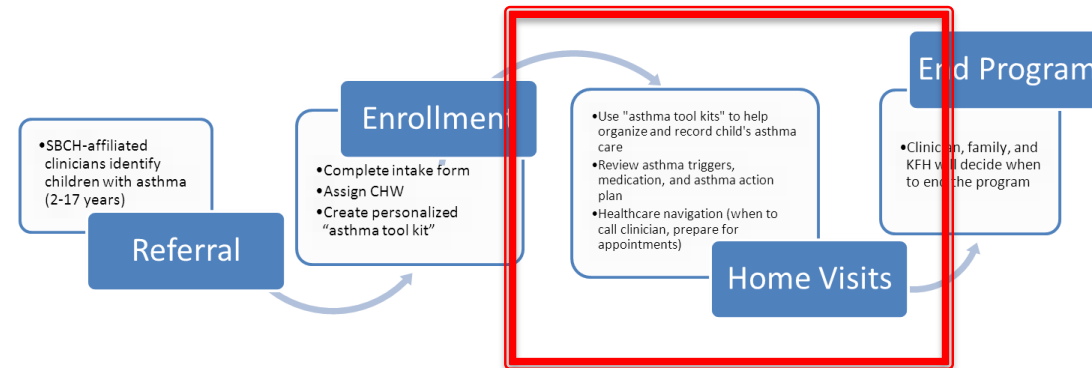 •SBCH-affiliated
clinicians identify
children with asthma
(2-17 years)
Referral
Enrollment
•Complete intake form
•Assign CHW
•Create personalized
“asthma tool kit”
•Use "asthma tool kits" to help
organize and record child's asthma
care
•Review asthma triggers,
medication, and asthma action
plan
•Healthcare navigation (when to
call clinician, prepare for
appointments)
Home Visits
End Program
•Clinician, family, and
KFH will decide when
to end the program